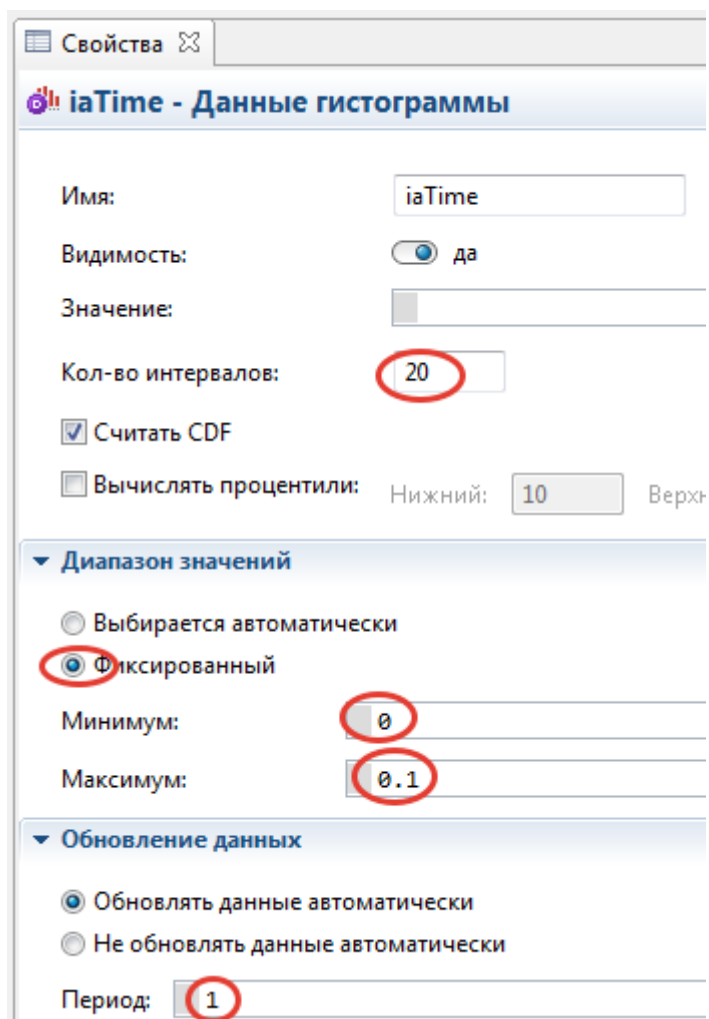 Свойства
iaTime - Данные гистограммы
Имя: iaTime
Видимость: да
Значение:
Кол-во интервалов: 20
Считать CDF
Вычислять процентили: Нижний: 10 Верхн
Диапазон значений
Выбирается автоматически
Фиксированный
Минимум: 0
Максимум: 0.1
Обновление данных
Обновлять данные автоматически
Не обновлять данные автоматически
Период: 1